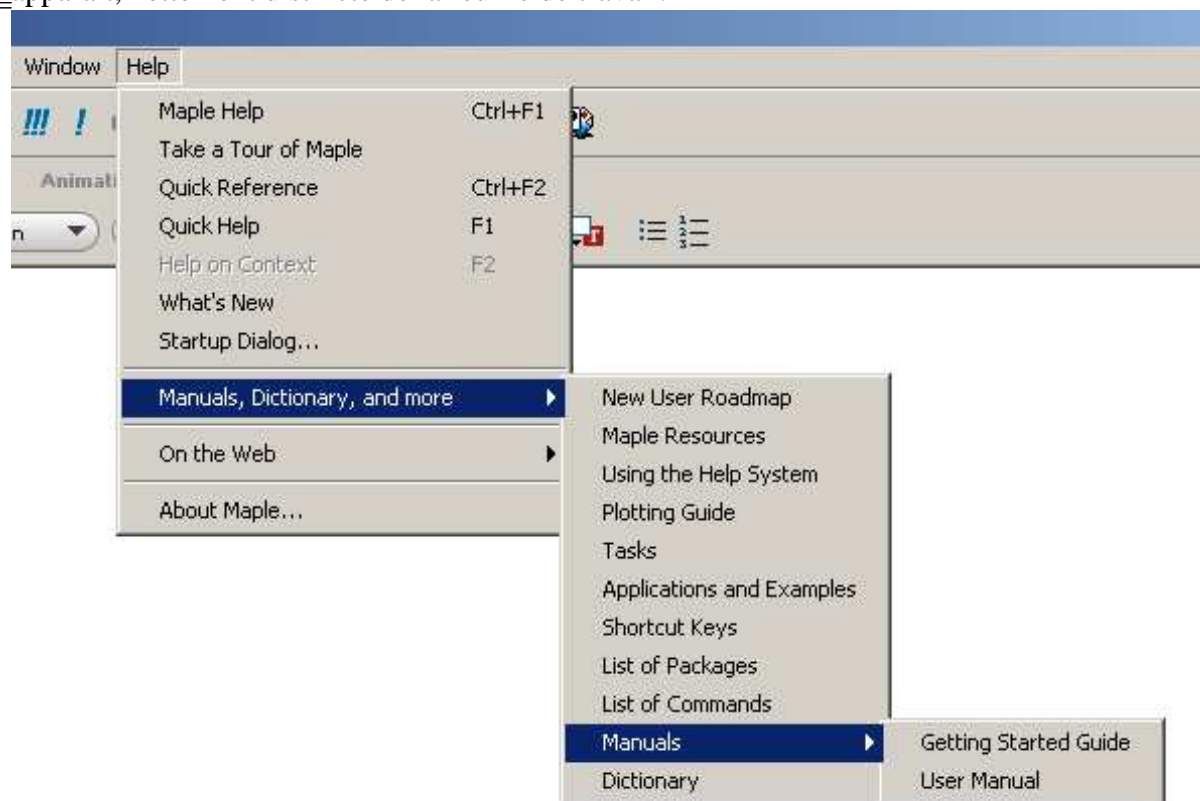 Window Help
Maple Help Ctrl+F1
Take a Tour of Maple
Animati
Quick Reference Ctrl+F2
Quick Help F1
n
Help on Context F2
What's New
Startup Dialog...
Manuals, Dictionary, and more
New User Roadmap
Maple Resources
On the Web
Using the Help System
About Maple...
Plotting Guide
Tasks
Applications and Examples
Shortcut Keys
List of Packages
List of Commands
Manuals
Getting Started Guide
Dictionary
User Manual